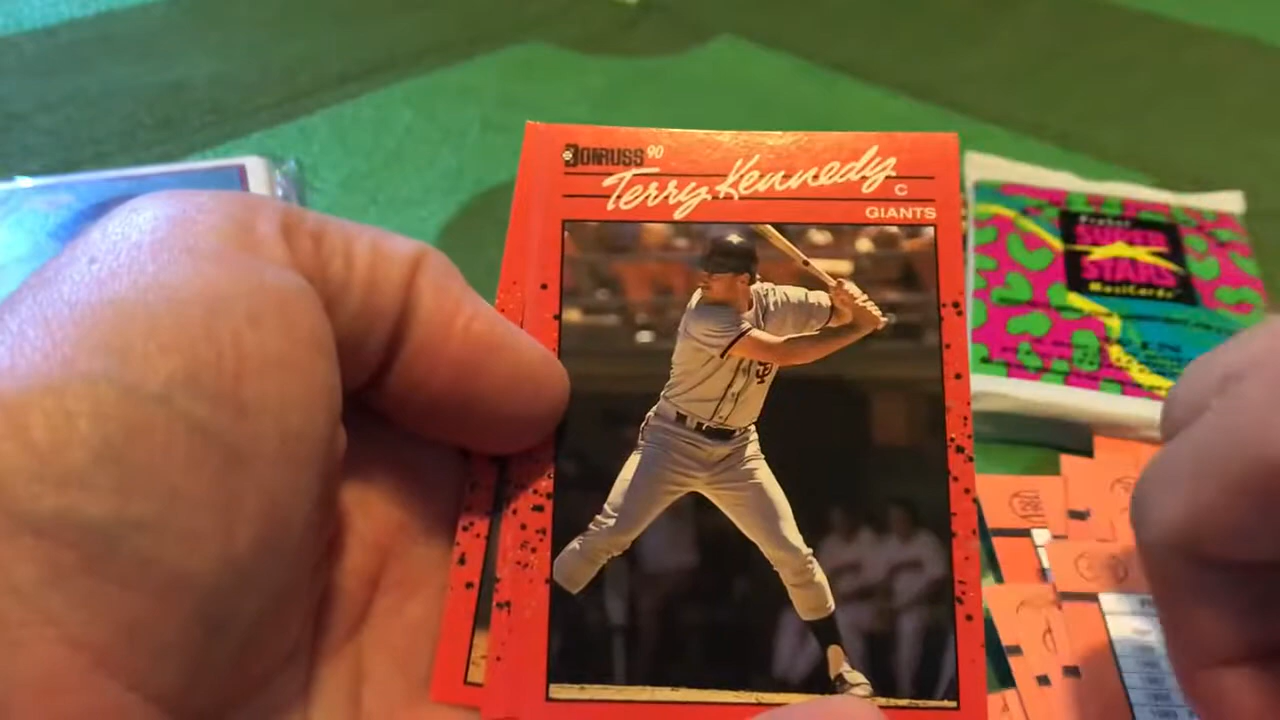 DONRUSS 90
Terry Kennedy
C
GIANTS
SUPER
STARS
MusiCards